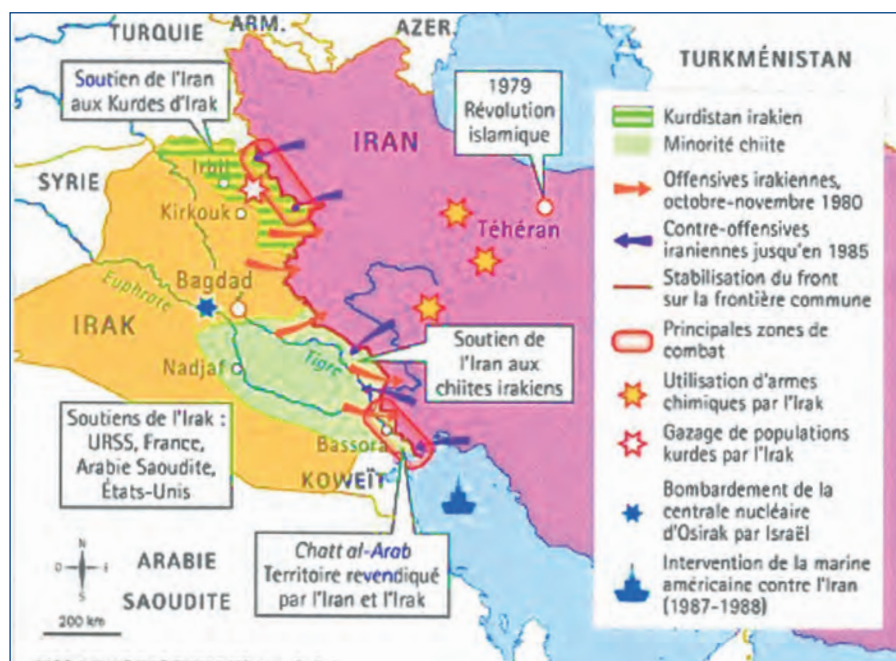 TURQUIE
ARM.
AZER.
TURKMÉNISTAN
Soutien de l'Iran
aux Kurdes d'Irak
1979
Révolution
islamique
IRAN
SYRIE
Irbil
Kirkouk
Téhéran
Bagdad
Euphrate
IRAK
Nadjaf
Tigre
Soutien de
l'Iran aux
chiites irakiens
Soutiens de l'Irak :
URSS, France,
Arabie Saoudite,
États-Unis
Bassora
KOWEÏT
Chatt al-Arab
Territoire revendiqué
par l'Iran et l'Irak
ARABIE
SAOUDITE
O
E
S
200 km
Kurdistan irakien
Minorité chiite
Offensives irakiennes,
octobre-novembre 1980
Contre-offensives
iraniennes jusqu'en 1985
Stabilisation du front
sur la frontière commune
Principales zones de
combat
Utilisation d'armes
chimiques par l'Irak
Gazage de populations
kurdes par l'Irak
Bombardement de la
centrale nucléaire
d'Osirak par Israël
Intervention de la marine
américaine contre l'Iran
(1987-1988)